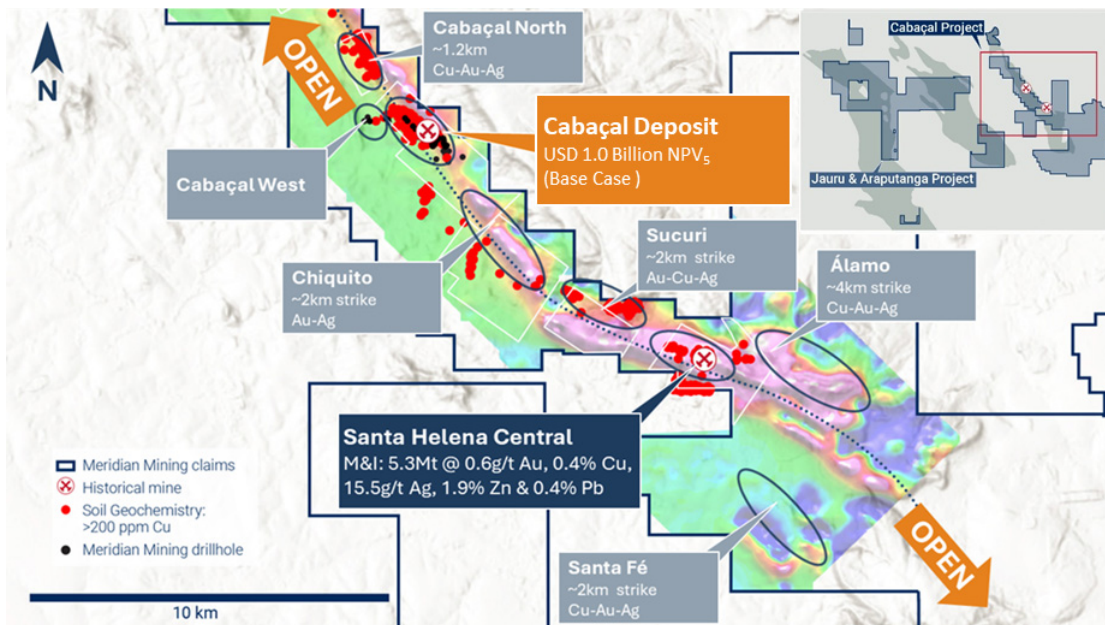 N
OPEN
Cabaçal North
~1.2km
Cu-Au-Ag
Cabaçal West
Cabaçal Deposit
USD 1.0 Billion NPV₅
(Base Case )
Cabaçal Project
Jauru & Araputanga Project
Chiquito
~2km strike
Au-Ag
Sucuri
~2km strike
Au-Cu-Ag
Álamo
~4km strike
Cu-Au-Ag
Santa Helena Central
M&I: 5.3Mt @ 0.6g/t Au, 0.4% Cu,
15.5g/t Ag, 1.9% Zn & 0.4% Pb
Santa Fé
~2km strike
Cu-Au-Ag
OPEN
Meridian Mining claims
Historical mine
Soil Geochemistry:
>200 ppm Cu
Meridian Mining drillhole
10 km